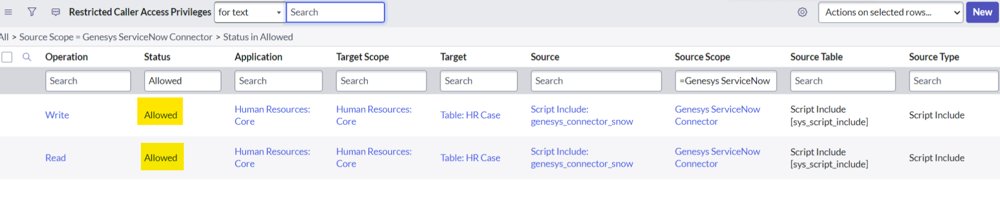 Restricted Caller Access Privileges for text Search Actions on selected rows... New
All > Source Scope = Genesys ServiceNow Connector > Status in Allowed
Operation Status Application Target Scope Target Source Source Scope Source Table Source Type
Search Allowed Search Search Search Search =Genesys ServiceNow Search Search
Write Allowed Human Resources: Core Human Resources: Core Table: HR Case Script Include: genesys_connector_snow Genesys ServiceNow Connector Script Include [sys_script_include] Script Include
Read Allowed Human Resources: Core Human Resources: Core Table: HR Case Script Include: genesys_connector_snow Genesys ServiceNow Connector Script Include [sys_script_include] Script Include